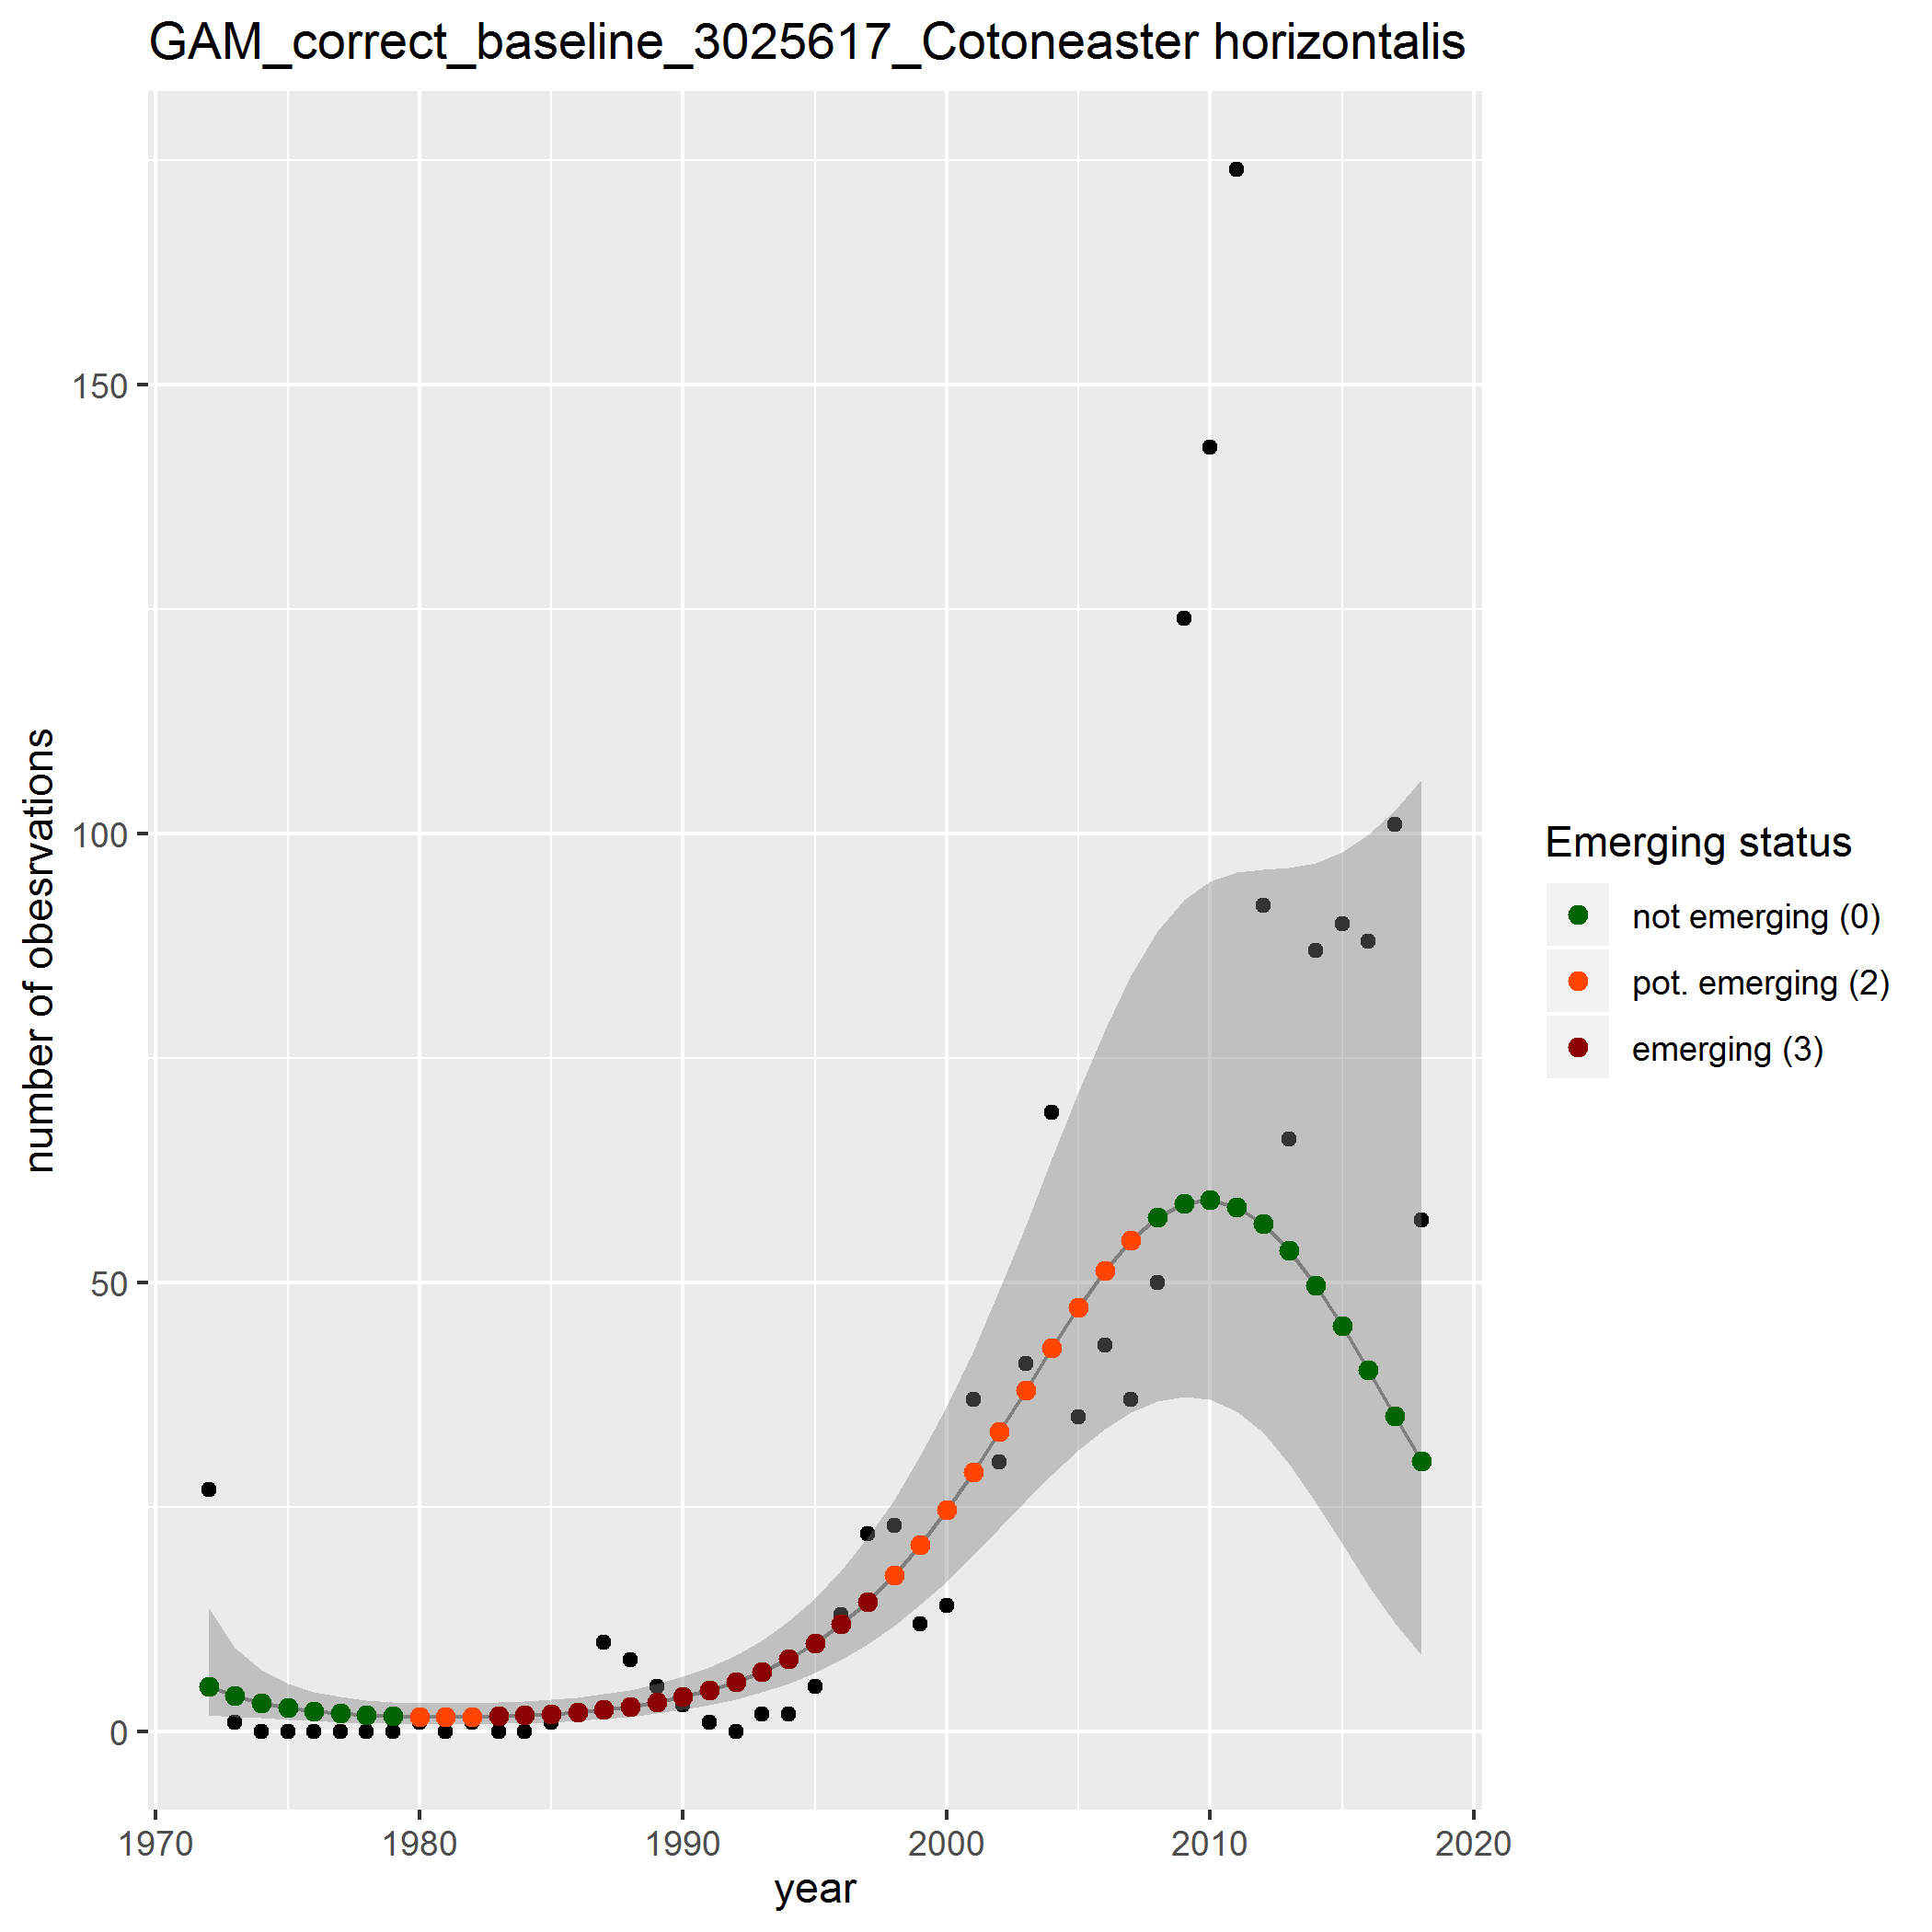 GAM_correct_baseline_3025617_Cotoneaster horizontalis
number of obesrvations
150
100
50
0
1970
1980
1990
2000
2010
2020
year
Emerging status
not emerging (0)
pot. emerging (2)
emerging (3)